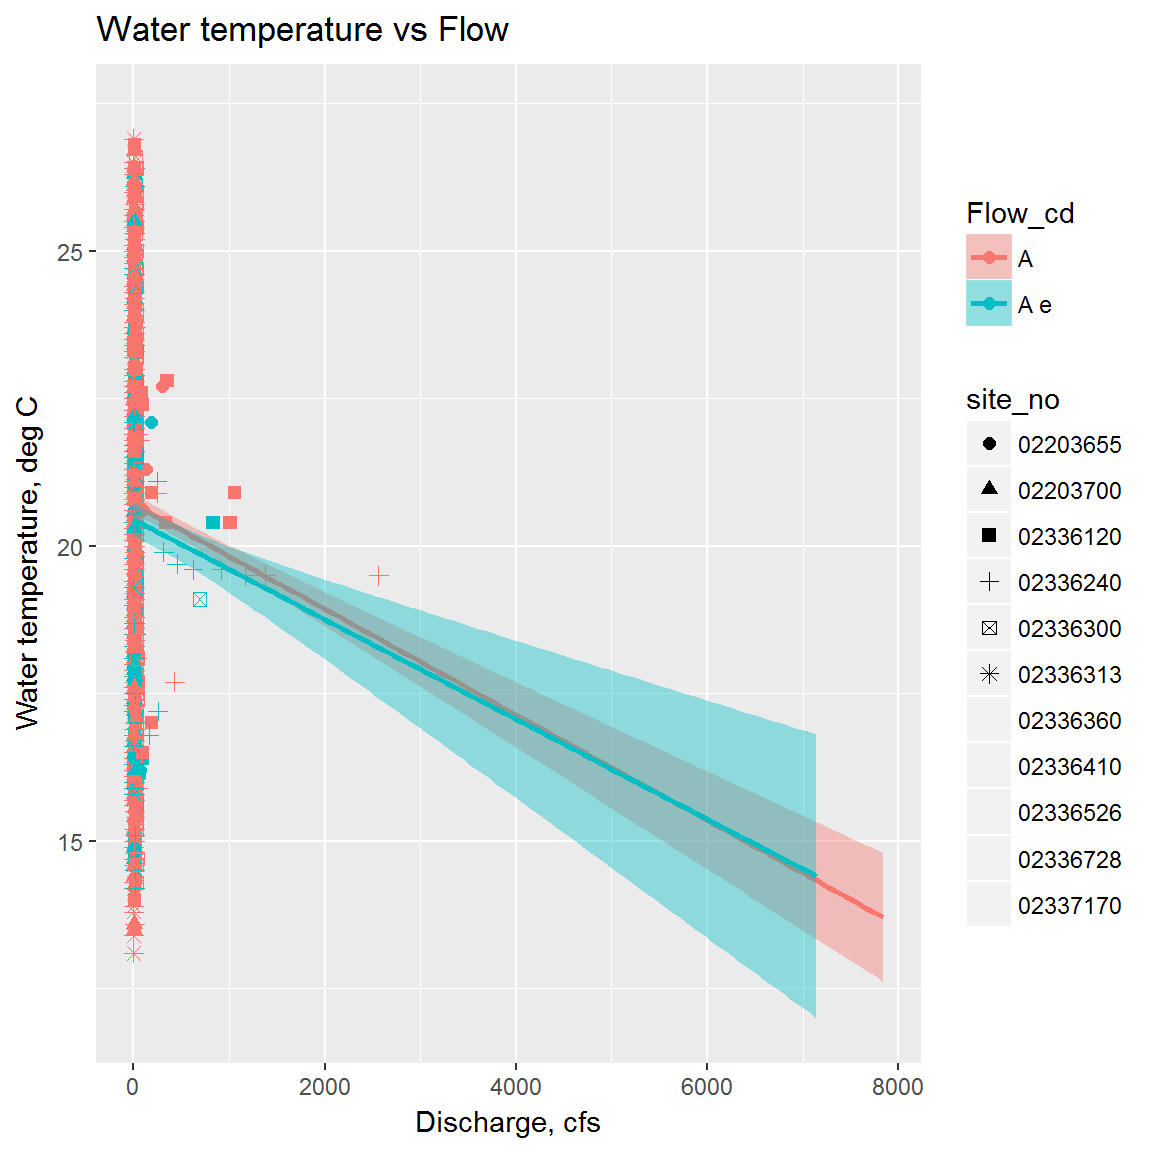 Water temperature vs Flow
Water temperature, deg C
25
20
15
0
2000
4000
6000
8000
Discharge, cfs
Flow_cd
A
A e
site_no
02203655
02203700
02336120
02336240
02336300
02336313
02336360
02336410
02336526
02336728
02337170